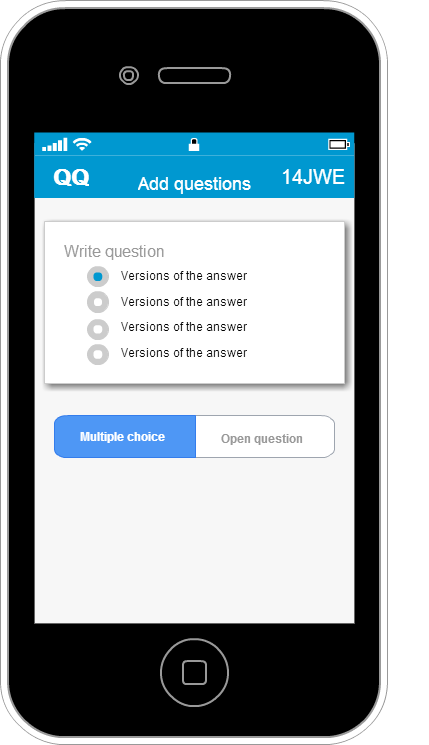 QQ Add questions 14JWE
Write question
Versions of the answer
Versions of the answer
Versions of the answer
Versions of the answer
Multiple choice Open question